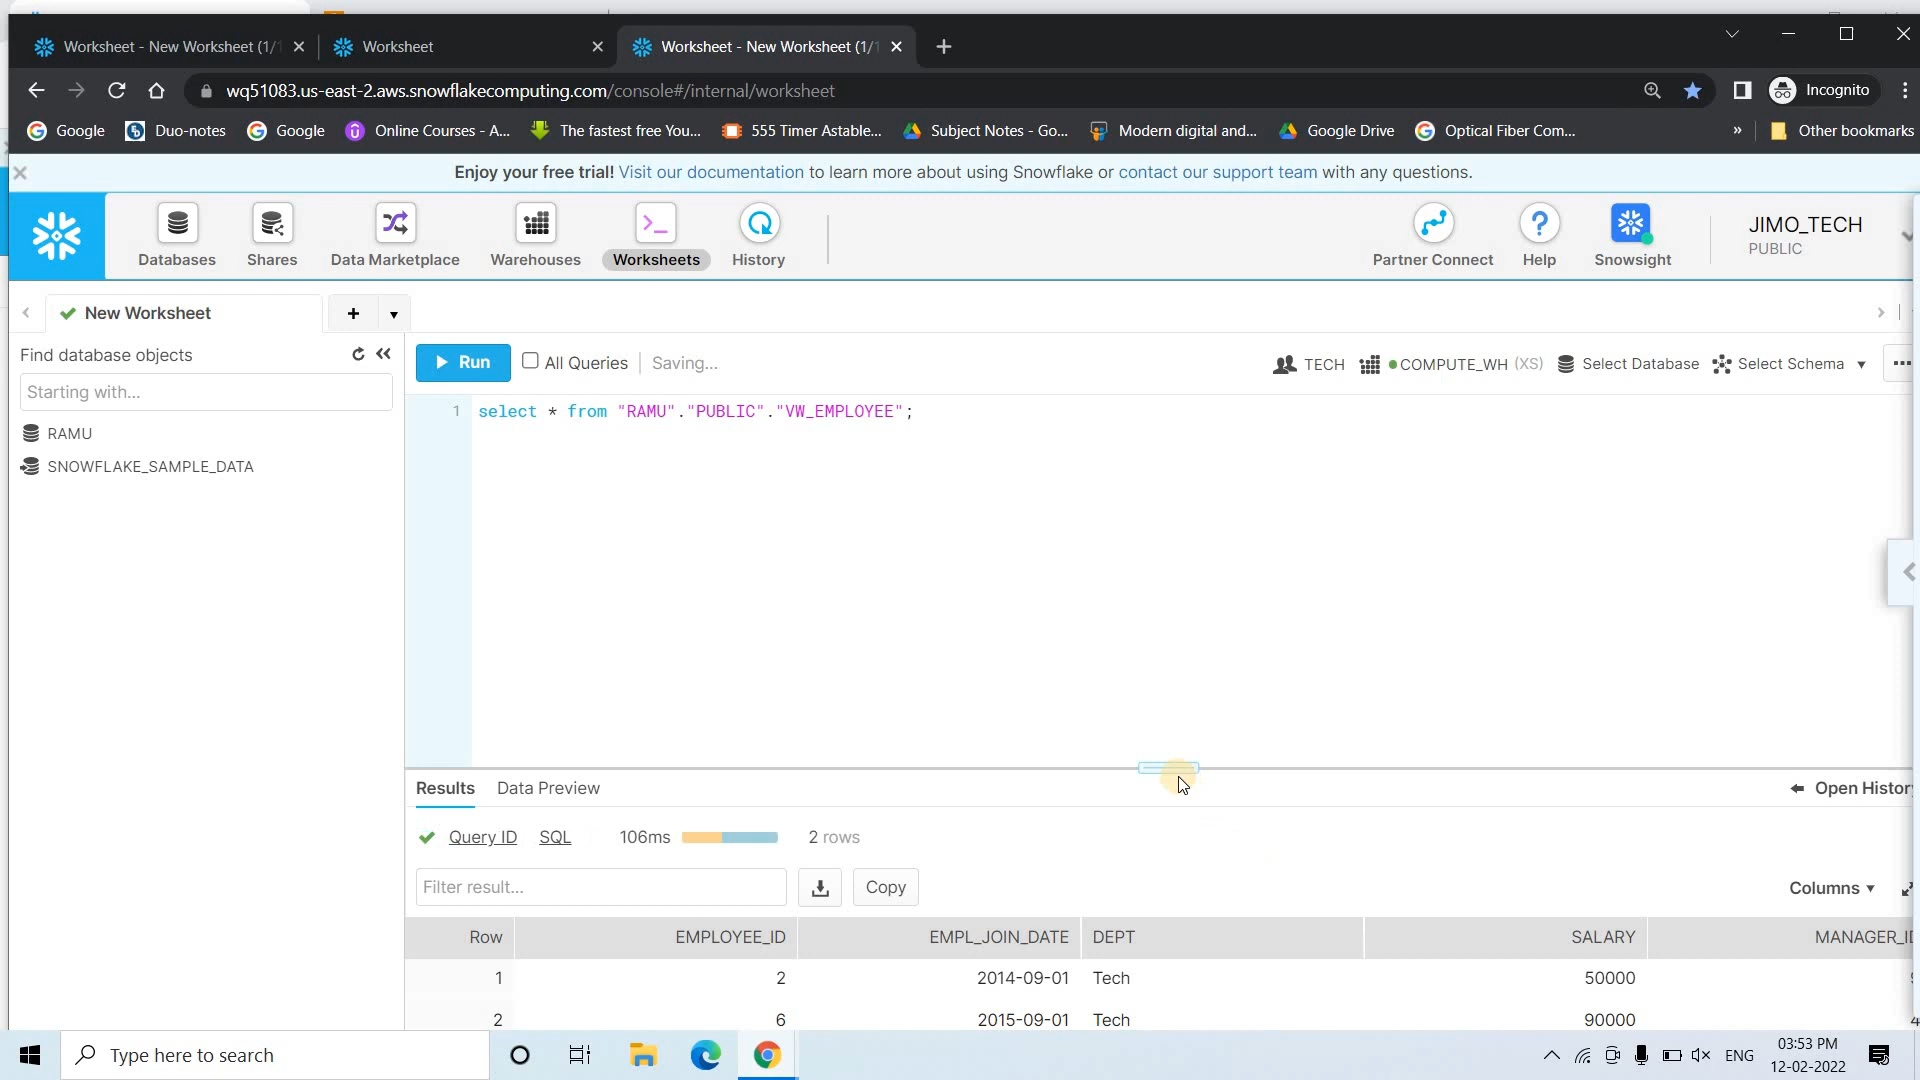 Worksheet - New Worksheet (1/1
Worksheet
Worksheet - New Worksheet (1/1
wq51083.us-east-2.aws.snowflakecomputing.com/console#/internal/worksheet
Incognito
Google
Duo-notes
Google
Online Courses - A...
The fastest free You...
555 Timer Astable...
Subject Notes - Go...
Modern digital and...
Google Drive
Optical Fiber Com...
»
Other bookmarks
Enjoy your free trial! Visit our documentation to learn more about using Snowflake or contact our support team with any questions.
Databases
Shares
Data Marketplace
Warehouses
Worksheets
History
Partner Connect
Help
Snowsight
JIMO_TECH
PUBLIC
New Worksheet
Find database objects
Starting with...
RAMU
SNOWFLAKE_SAMPLE_DATA
Run
All Queries
Saving...
TECH
COMPUTE_WH (XS)
Select Database
Select Schema
1 select * from "RAMU"."PUBLIC"."VW_EMPLOYEE";
Results
Data Preview
Open History
Query ID
SQL
106ms
2 rows
Filter result...
Copy
Columns
Row EMPLOYEE_ID EMPL_JOIN_DATE DEPT SALARY MANAGER_ID
1 2 2014-09-01 Tech 50000
2 6 2015-09-01 Tech 90000 4
Type here to search
ENG
03:53 PM
12-02-2022